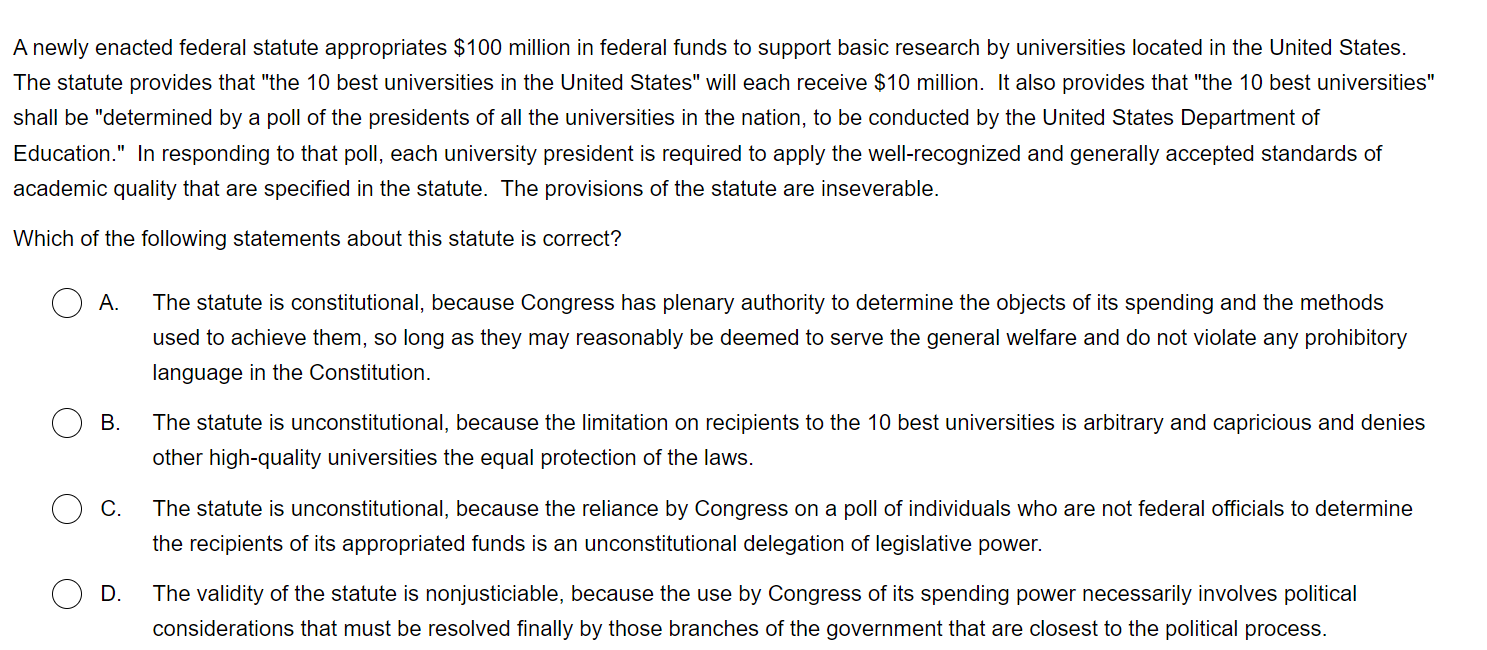 A newly enacted federal statute appropriates $100 million in federal funds to support basic research by universities located in the United States.
The statute provides that "the 10 best universities in the United States" will each receive $10 million.  It also provides that "the 10 best universities"
shall be "determined by a poll of the presidents of all the universities in the nation, to be conducted by the United States Department of
Education."  In responding to that poll, each university president is required to apply the well-recognized and generally accepted standards of
academic quality that are specified in the statute.  The provisions of the statute are inseverable.
Which of the following statements about this statute is correct?
A. The statute is constitutional, because Congress has plenary authority to determine the objects of its spending and the methods
used to achieve them, so long as they may reasonably be deemed to serve the general welfare and do not violate any prohibitory
language in the Constitution.
B. The statute is unconstitutional, because the limitation on recipients to the 10 best universities is arbitrary and capricious and denies
other high-quality universities the equal protection of the laws.
C. The statute is unconstitutional, because the reliance by Congress on a poll of individuals who are not federal officials to determine
the recipients of its appropriated funds is an unconstitutional delegation of legislative power.
D. The validity of the statute is nonjusticiable, because the use by Congress of its spending power necessarily involves political
considerations that must be resolved finally by those branches of the government that are closest to the political process.